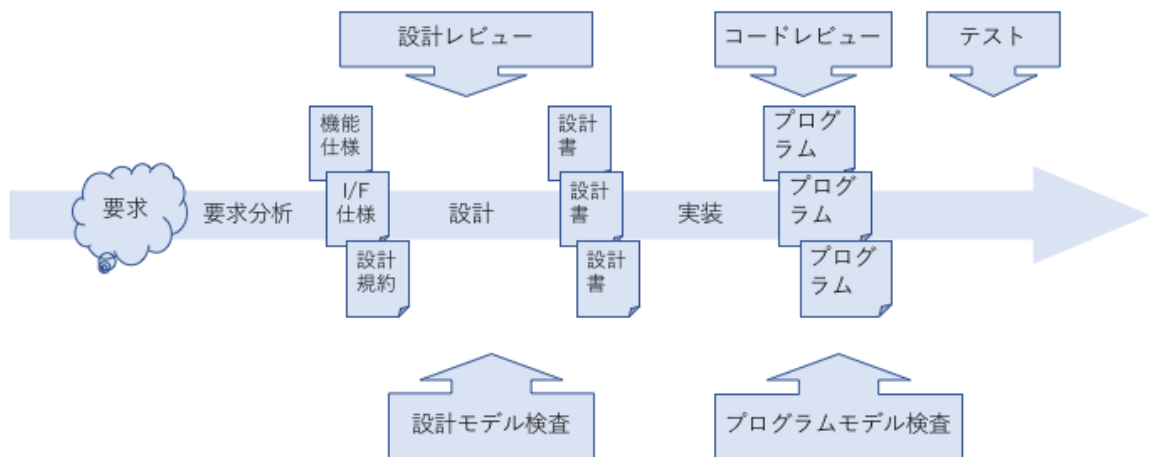 設計レビュー
コードレビュー
テスト
機能
仕様
設計
書
プログ
ラム
要求
要求分析
I/F
仕様
設計
設計
書
実装
プログ
ラム
設計
規約
設計
書
プログ
ラム
設計モデル検査
プログラムモデル検査